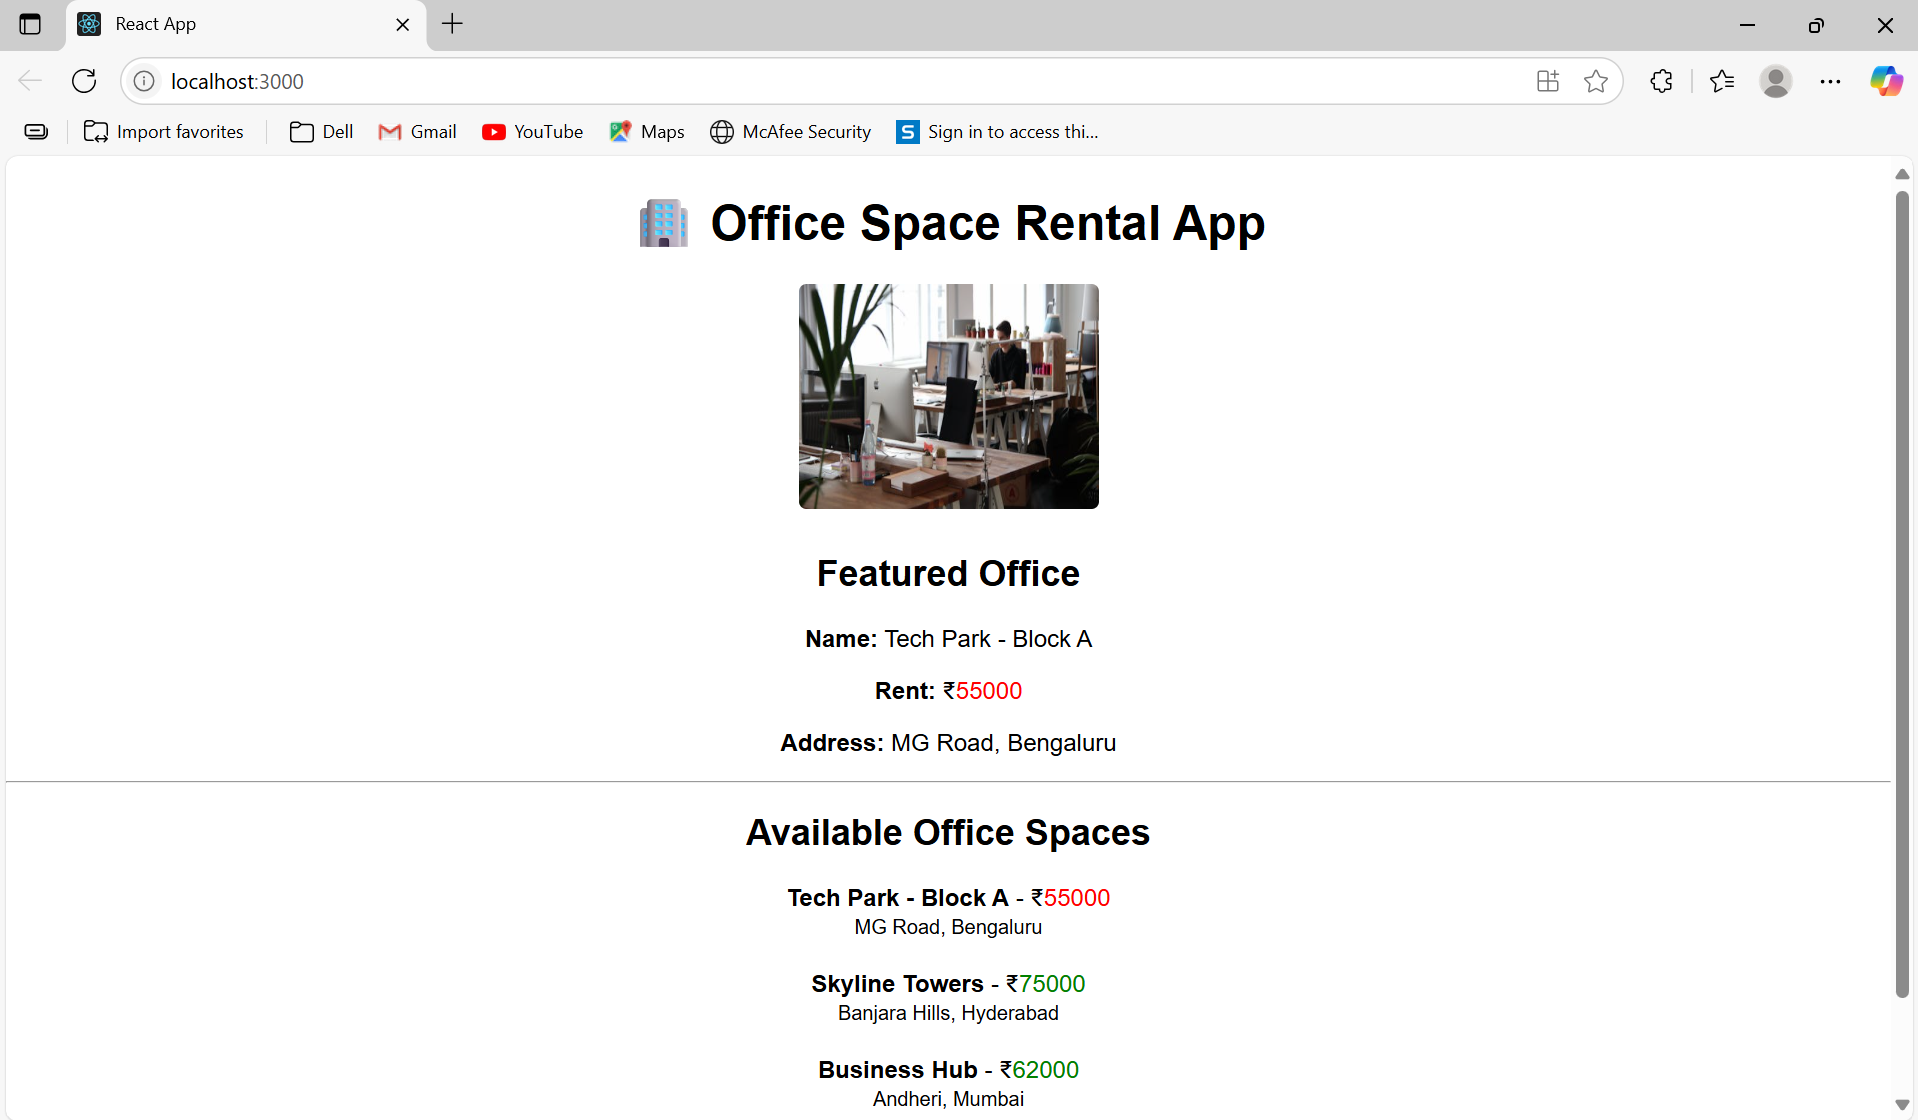 React App
localhost:3000
Import favorites
Dell
Gmail
YouTube
Maps
McAfee Security
S Sign in to access thi...
Office Space Rental App
Featured Office
Name: Tech Park - Block A
Rent: ₹55000
Address: MG Road, Bengaluru
Available Office Spaces
Tech Park - Block A - ₹55000
MG Road, Bengaluru
Skyline Towers - ₹75000
Banjara Hills, Hyderabad
Business Hub - ₹62000
Andheri, Mumbai